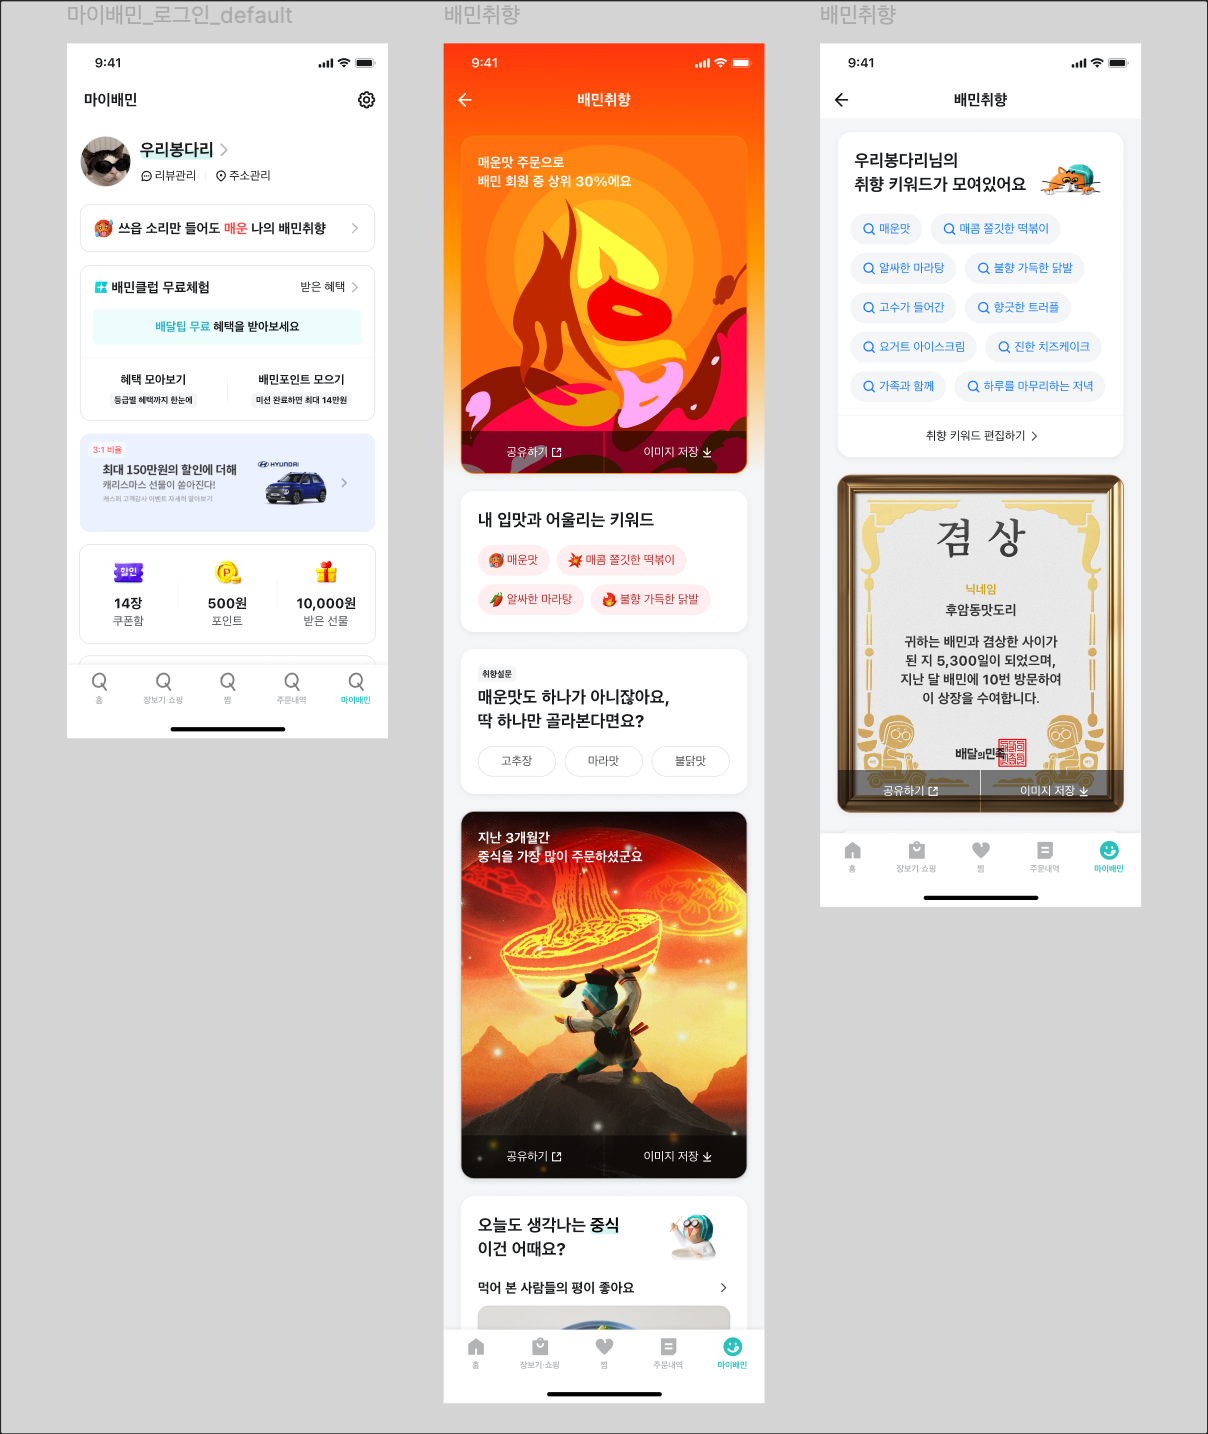 마이배민_로그인_default
9:41
마이배민
우리봉다리
리뷰관리
주소관리
쓰읍 소리만 들어도 매운 나의 배민취향
배민클럽 무료체험
받은 혜택
배달팁 무료 혜택을 받아보세요
혜택 모아보기
등급별 혜택까지 한눈에
배민포인트 모으기
미션 완료하면 최대 14만원
3:1 비율
최대 150만원의 할인에 더해
캐리스마스 선물이 쏟아진다!
캐스퍼 고객감사 이벤트 자세히 알아보기
HYUNDAI
할인
14장
쿠폰함
P
500원
포인트
10,000원
받은 선물
홈
장보기·쇼핑
찜
주문내역
마이배민
배민취향
9:41
배민취향
매운맛 주문으로
배민 회원 중 상위 30%에요
공유하기
이미지 저장
내 입맛과 어울리는 키워드
매운맛
매콤 쫄깃한 떡볶이
알싸한 마라탕
불향 가득한 닭발
취향설문
매운맛도 하나가 아니잖아요,
딱 하나만 골라본다면요?
고추장
마라맛
불닭맛
지난 3개월간
중식을 가장 많이 주문하셨군요
공유하기
이미지 저장
오늘도 생각나는 중식
이건 어때요?
먹어 본 사람들의 평이 좋아요
홈
장보기·쇼핑
찜
주문내역
마이배민
배민취향
9:41
배민취향
우리봉다리님의
취향 키워드가 모여있어요
매운맛
매콤 쫄깃한 떡볶이
알싸한 마라탕
불향 가득한 닭발
고수가 들어간
향긋한 트러플
요거트 아이스크림
진한 치즈케이크
가족과 함께
하루를 마무리하는 저녁
취향 키워드 편집하기
겸상
닉네임
후암동맛도리
귀하는 배민과 겸상한 사이가
된 지 5,300일이 되었으며,
지난 달 배민에 10번 방문하여
이 상장을 수여합니다.
배달의민족
공유하기
이미지 저장
홈
장보기·쇼핑
찜
주문내역
마이배민